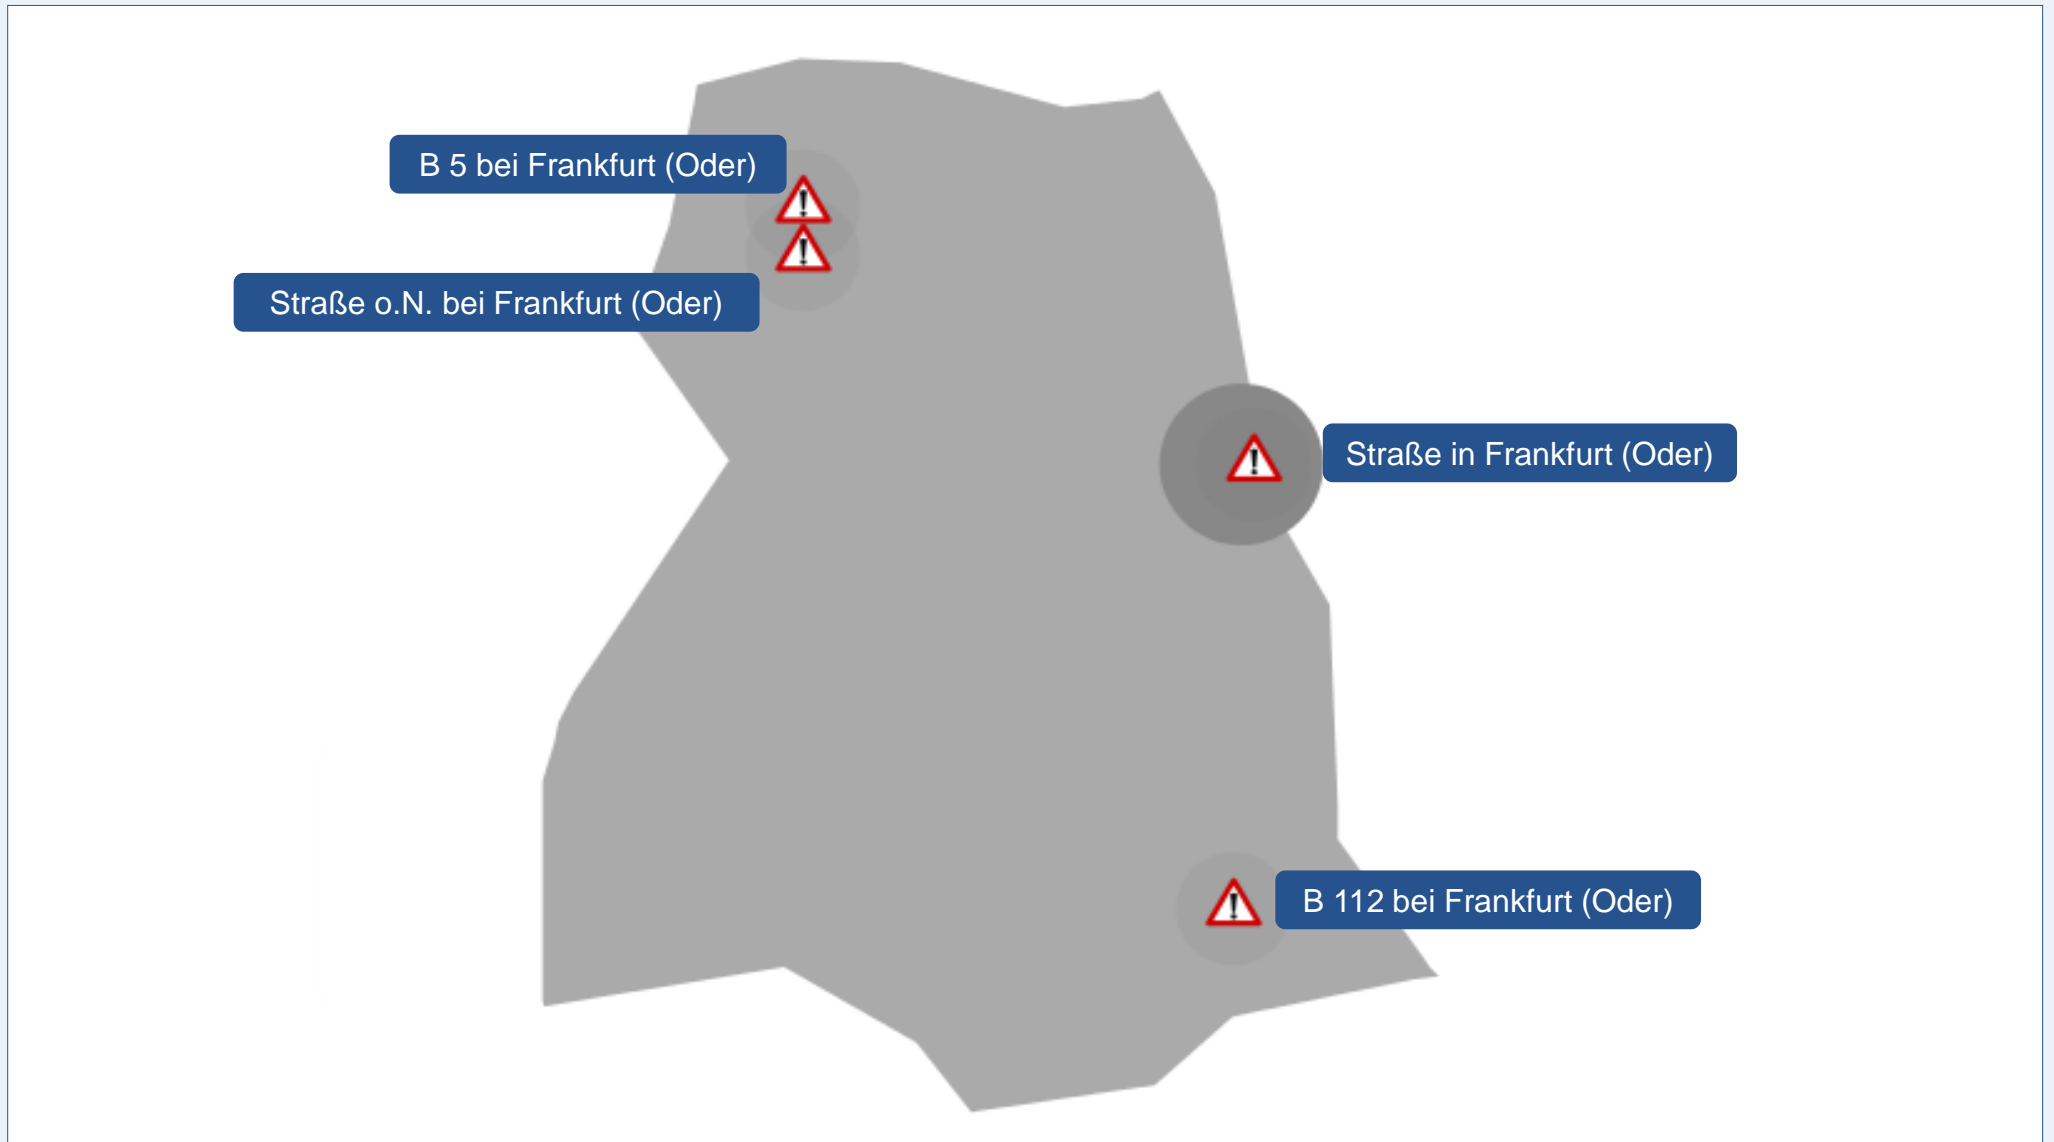 B 5 bei Frankfurt (Oder)
Straße o.N. bei Frankfurt (Oder)
Straße in Frankfurt (Oder)
B 112 bei Frankfurt (Oder)